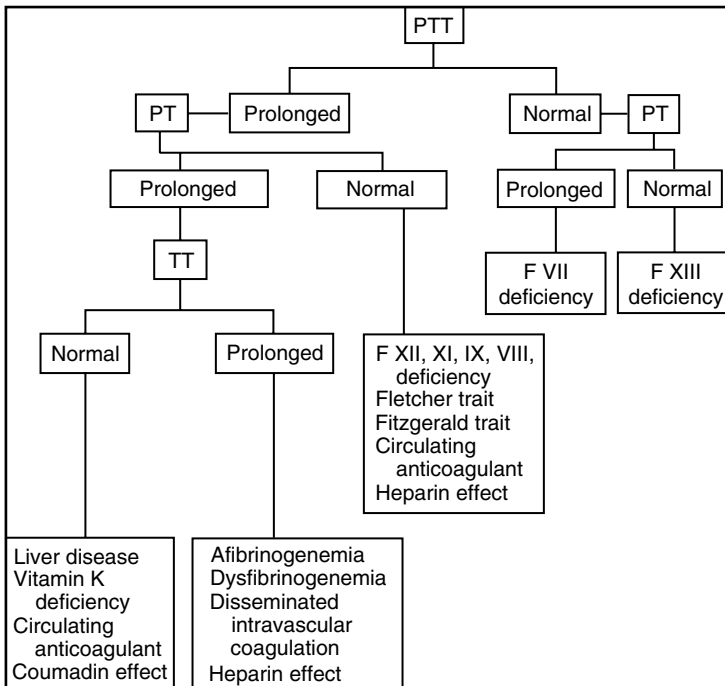 PTT
PT
Prolonged
Normal
PT
Prolonged
Normal
Prolonged
Normal
TT
F VII
deficiency
F XIII
deficiency
Normal
Prolonged
F XII, XI, IX, VIII,
deficiency
Fletcher trait
Fitzgerald trait
Circulating
anticoagulant
Heparin effect
Liver disease
Vitamin K
deficiency
Circulating
anticoagulant
Coumadin effect
Afibrinogenemia
Dysfibrinogenemia
Disseminated
intravascular
coagulation
Heparin effect